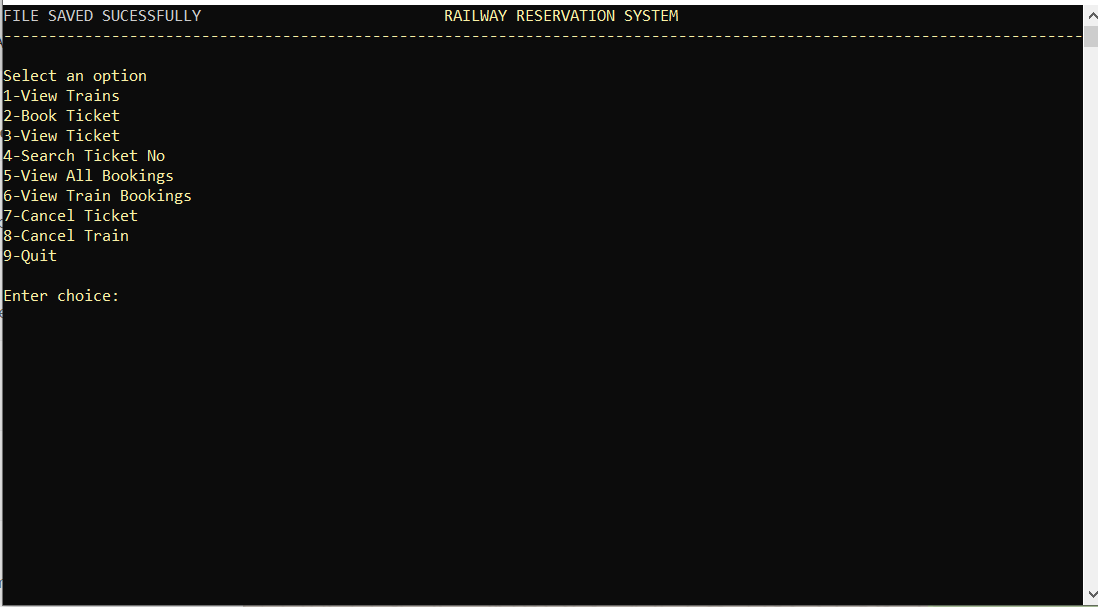 FILE SAVED SUCESSFULLY RAILWAY RESERVATION SYSTEM
------------------------------------------------------------------------------------------------------------------------
Select an option
1-View Trains
2-Book Ticket
3-View Ticket
4-Search Ticket No
5-View All Bookings
6-View Train Bookings
7-Cancel Ticket
8-Cancel Train
9-Quit
Enter choice: